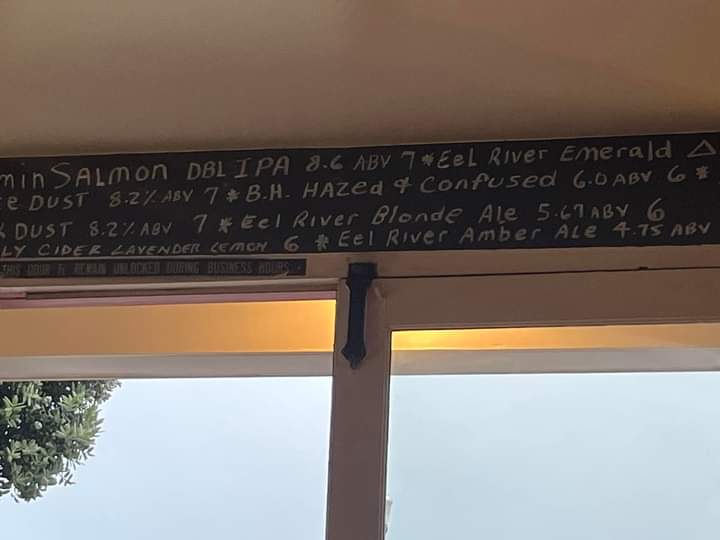 minSALMON DBL IPA 8.6 ABV 7 * EEL RIVER EMERALD △
e DUST 8.2% ABV 7 * B.H. HAZED & CONFUSED 6.0 ABV 6 *
DUST 8.2% ABV 7 * Eel River Blonde Ale 5.67 ABV 6
LY CIDER LAVENDER LEMON 6 * Eel River Amber Ale 4.75 ABV
THIS DOOR to REMAIN UNLOCKED DURING BUSINESS HOURS